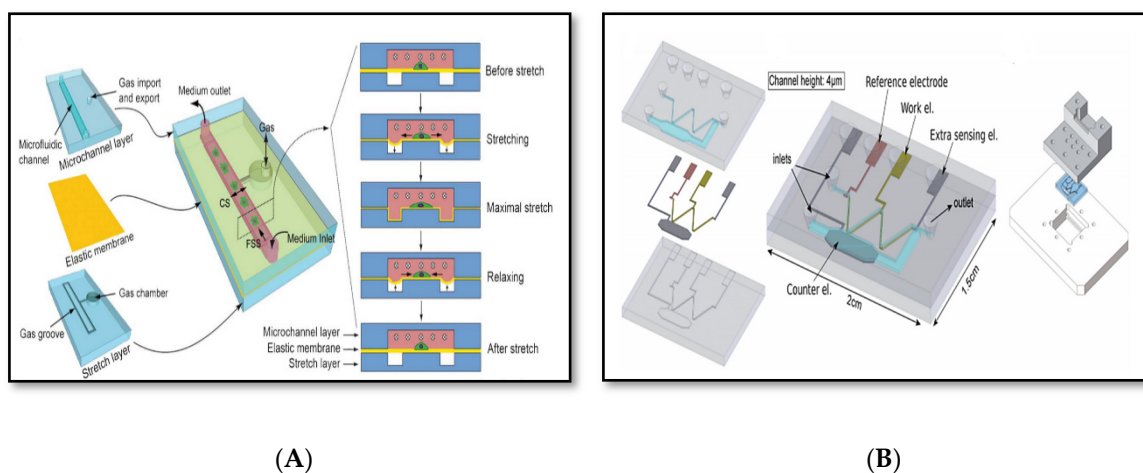 Gas import
and export
Microfluidic
channel
Microchannel layer
Elastic membrane
Gas chamber
Gas groove
Stretch layer
Medium outlet
Gas
CS
FSS
Medium Inlet
Before stretch
Stretching
Maximal stretch
Relaxing
Microchannel layer
Elastic membrane
Stretch layer
After stretch
(A)
Channel height: 4μm
Reference electrode
Work el.
Extra sensing el.
inlets
outlet
Counter el.
2cm
1.5cm
(B)